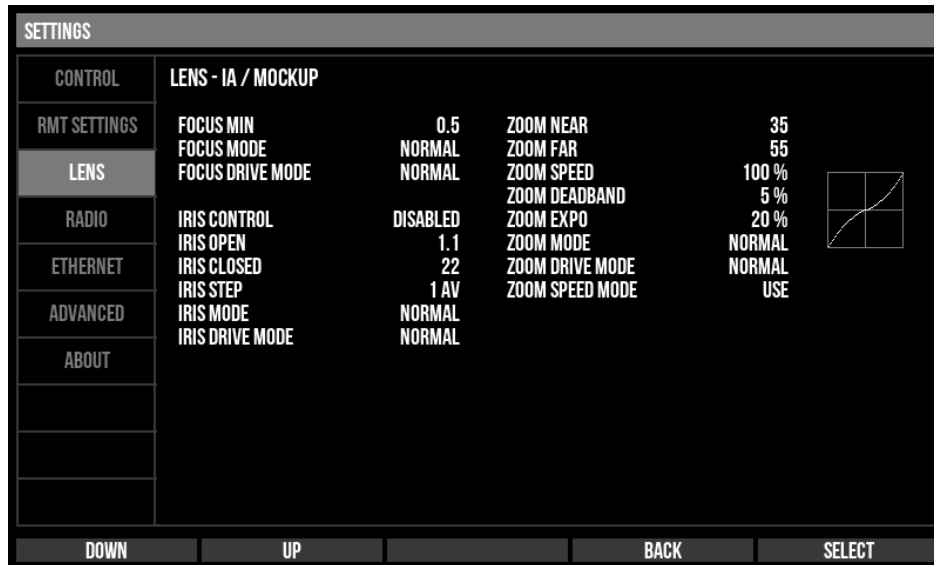 SETTINGS
CONTROL
RMT SETTINGS
LENS
RADIO
ETHERNET
ADVANCED
ABOUT
LENS - IA / MOCKUP
FOCUS MIN 0.5
FOCUS MODE NORMAL
FOCUS DRIVE MODE NORMAL
IRIS CONTROL DISABLED
IRIS OPEN 1.1
IRIS CLOSED 22
IRIS STEP 1 AV
IRIS MODE NORMAL
IRIS DRIVE MODE NORMAL
ZOOM NEAR 35
ZOOM FAR 55
ZOOM SPEED 100 %
ZOOM DEADBAND 5 %
ZOOM EXPO 20 %
ZOOM MODE NORMAL
ZOOM DRIVE MODE NORMAL
ZOOM SPEED MODE USE
DOWN UP BACK SELECT